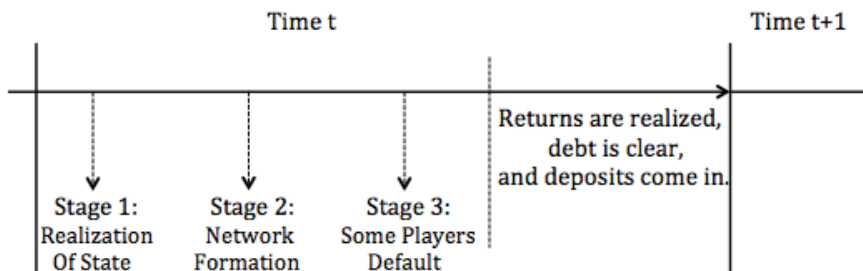 Time t
Time t+1
Returns are realized,
debt is clear,
and deposits come in.
Stage 1:
Realization
Of State
Stage 2:
Network
Formation
Stage 3:
Some Players
Default